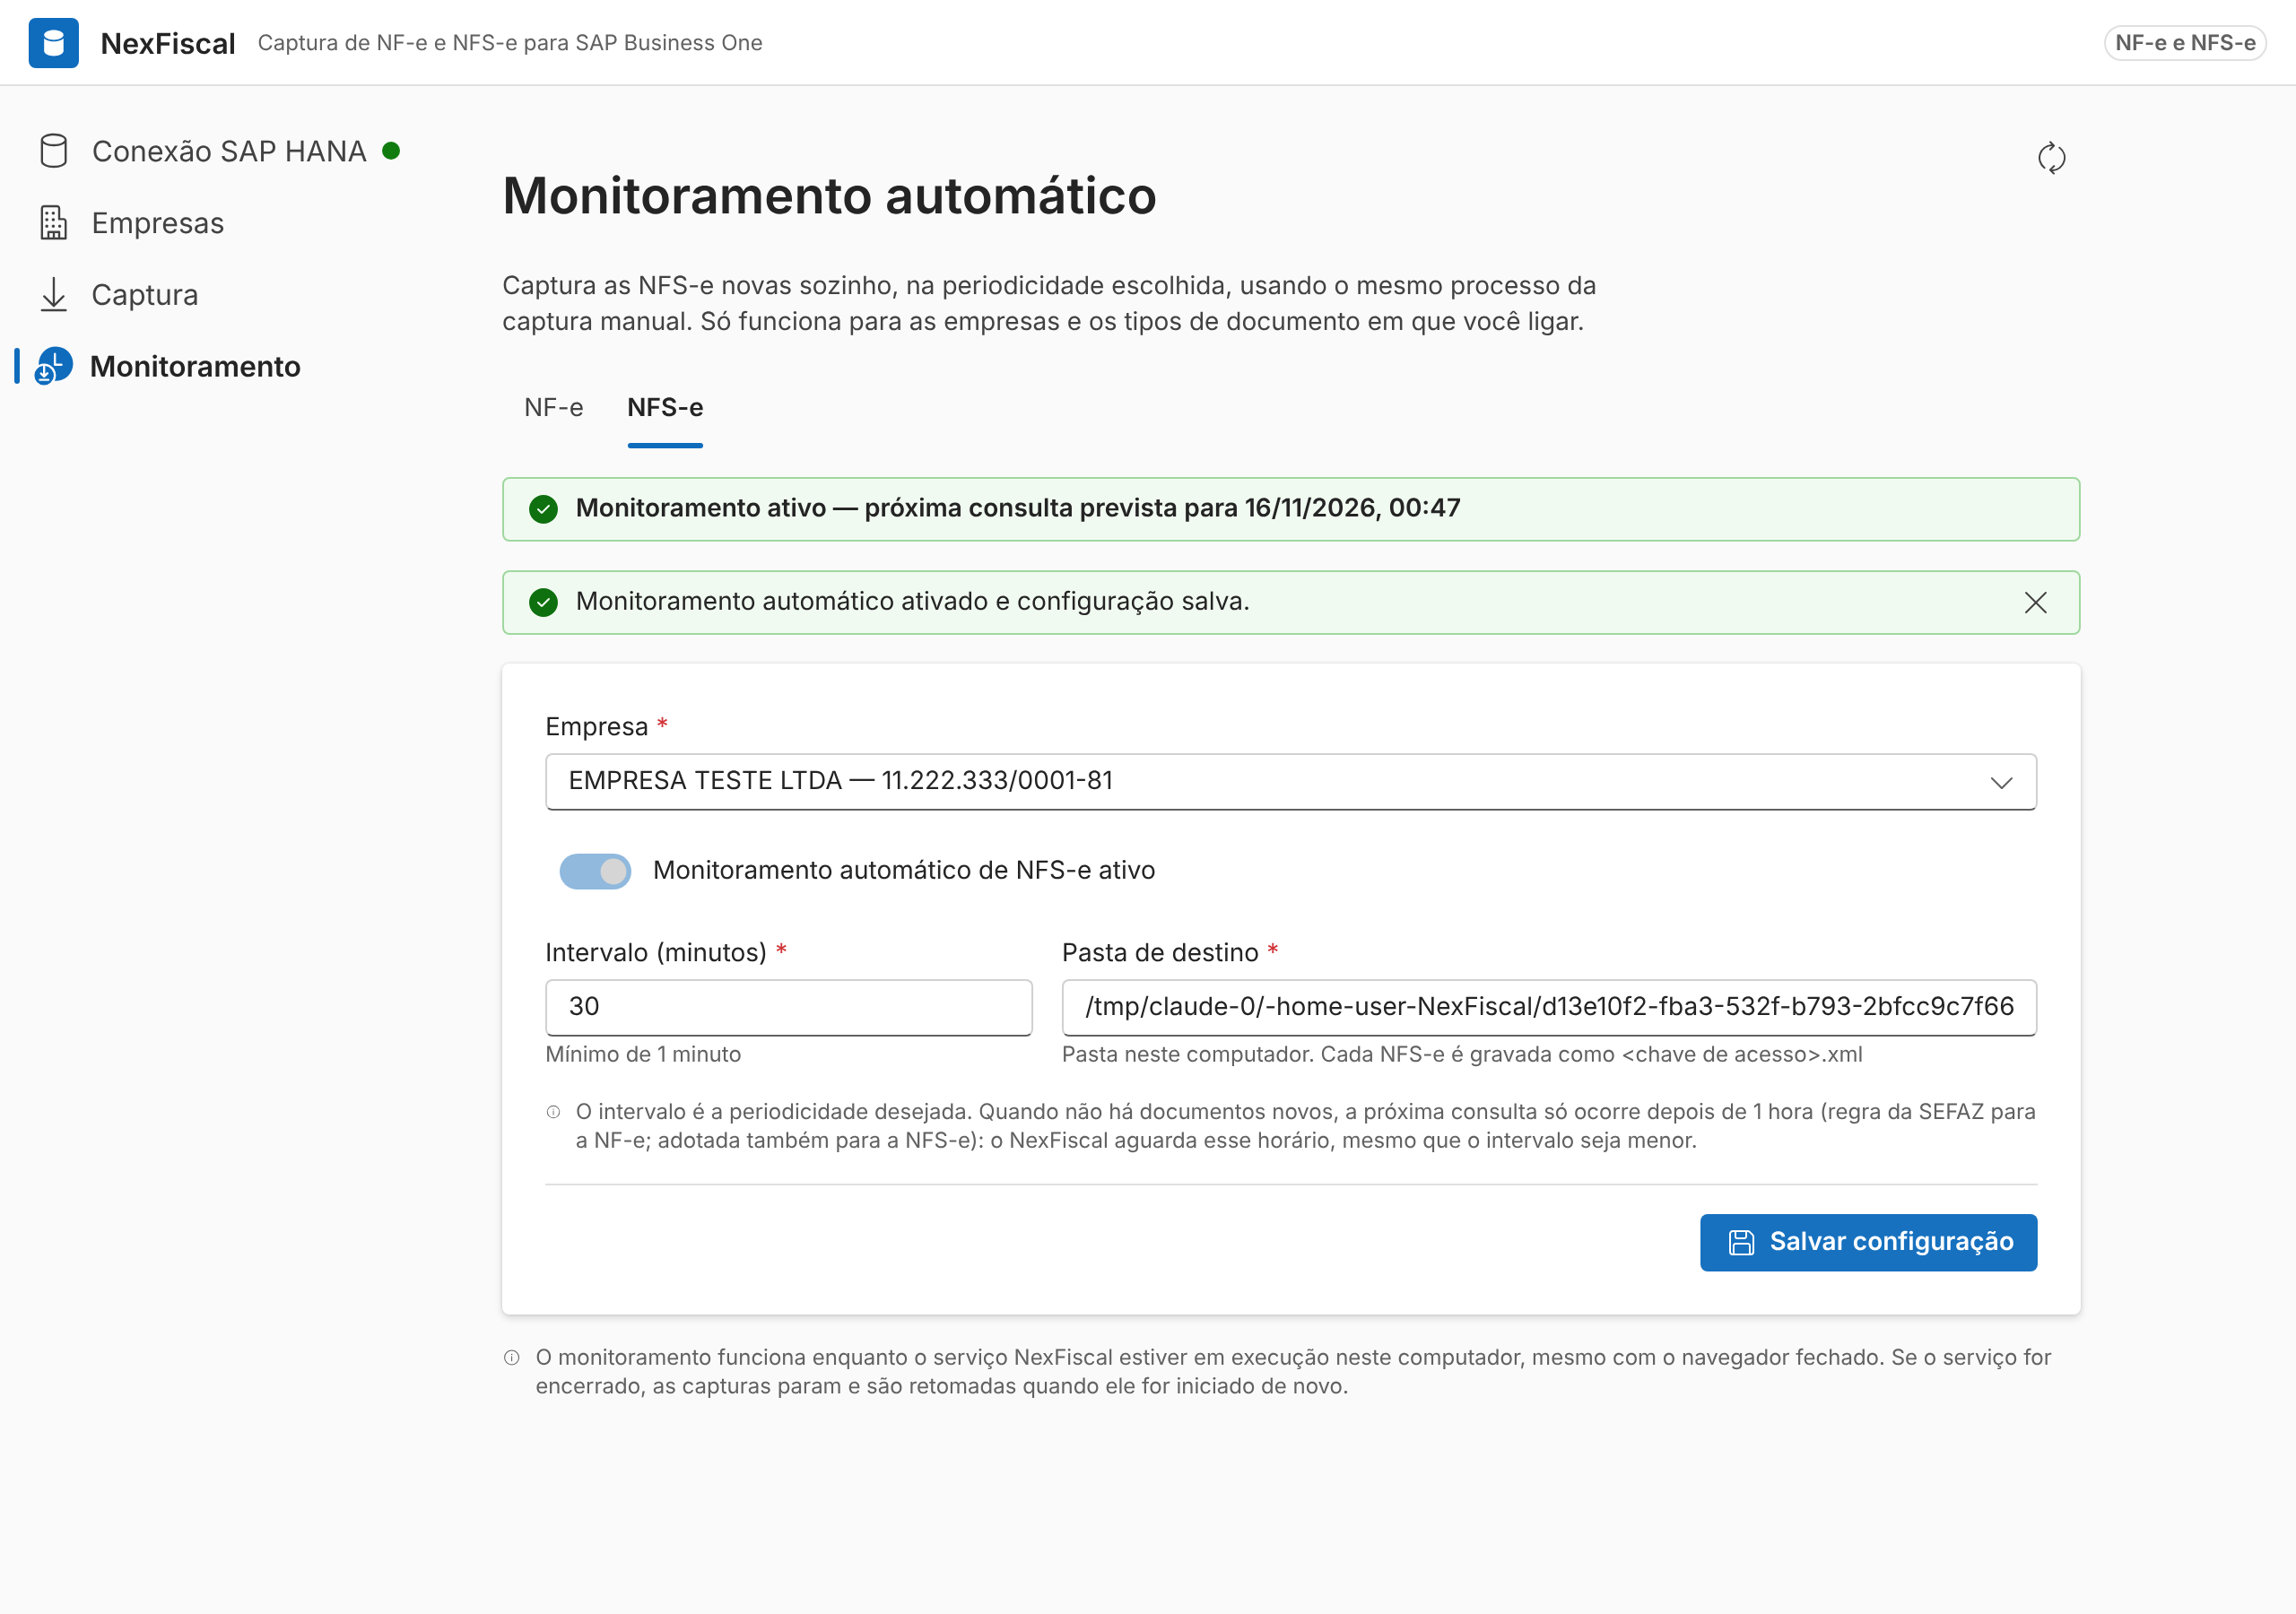 NexFiscal Captura de NF-e e NFS-e para SAP Business One
NF-e e NFS-e
Conexão SAP HANA
Empresas
Captura
Monitoramento
Monitoramento automático
Captura as NFS-e novas sozinho, na periodicidade escolhida, usando o mesmo processo da
captura manual. Só funciona para as empresas e os tipos de documento em que você ligar.
NF-e NFS-e
Monitoramento ativo — próxima consulta prevista para 16/11/2026, 00:47
Monitoramento automático ativado e configuração salva.
Empresa *
EMPRESA TESTE LTDA — 11.222.333/0001-81
Monitoramento automático de NFS-e ativo
Intervalo (minutos) *
30
Mínimo de 1 minuto
Pasta de destino *
/tmp/claude-0/-home-user-NexFiscal/d13e10f2-fba3-532f-b793-2bfcc9c7f66
Pasta neste computador. Cada NFS-e é gravada como <chave de acesso>.xml
O intervalo é a periodicidade desejada. Quando não há documentos novos, a próxima consulta só ocorre depois de 1 hora (regra da SEFAZ para
a NF-e; adotada também para a NFS-e): o NexFiscal aguarda esse horário, mesmo que o intervalo seja menor.
Salvar configuração
O monitoramento funciona enquanto o serviço NexFiscal estiver em execução neste computador, mesmo com o navegador fechado. Se o serviço for
encerrado, as capturas param e são retomadas quando ele for iniciado de novo.